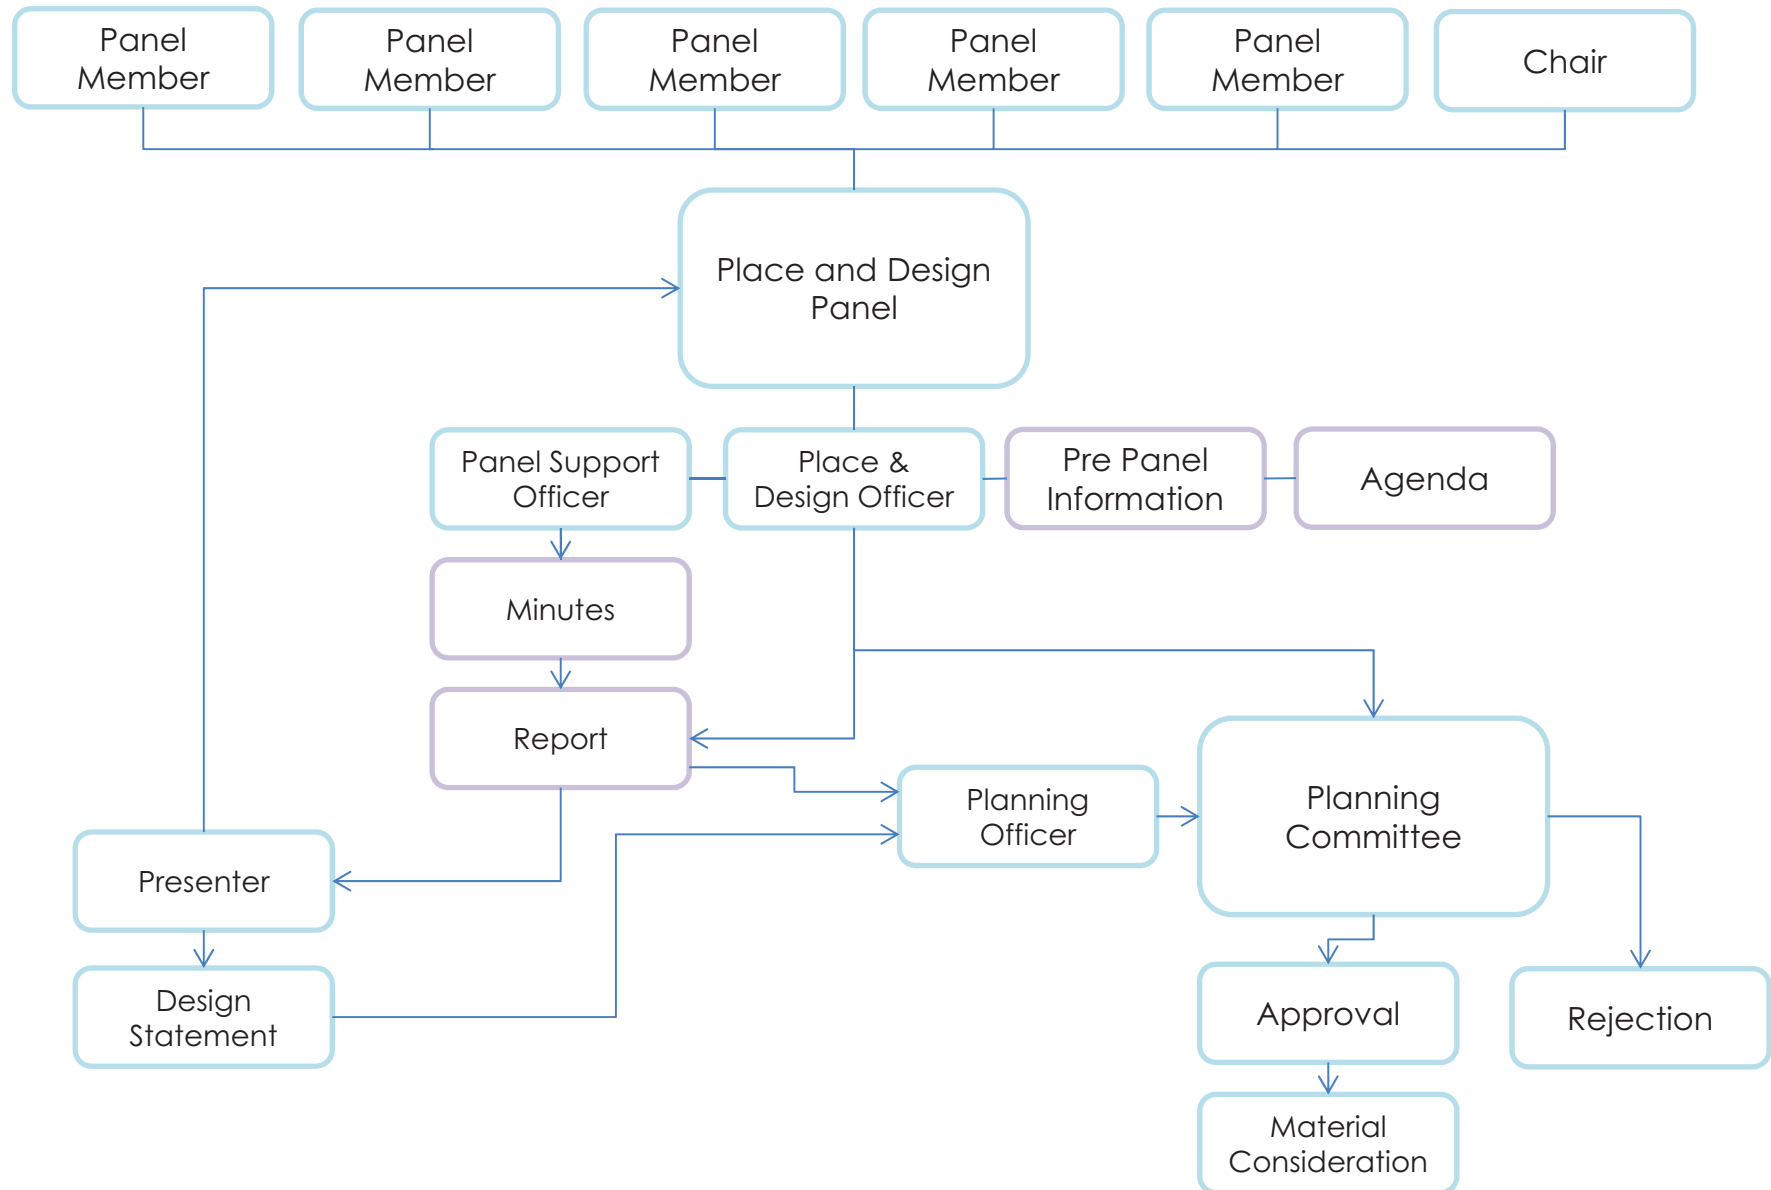 Panel
Member
Panel
Member
Panel
Member
Panel
Member
Panel
Member
Chair
Place and Design
Panel
Panel Support
Officer
Place &
Design Officer
Pre Panel
Information
Agenda
Minutes
Report
Planning
Officer
Planning
Committee
Presenter
Design
Statement
Approval
Rejection
Material
Consideration